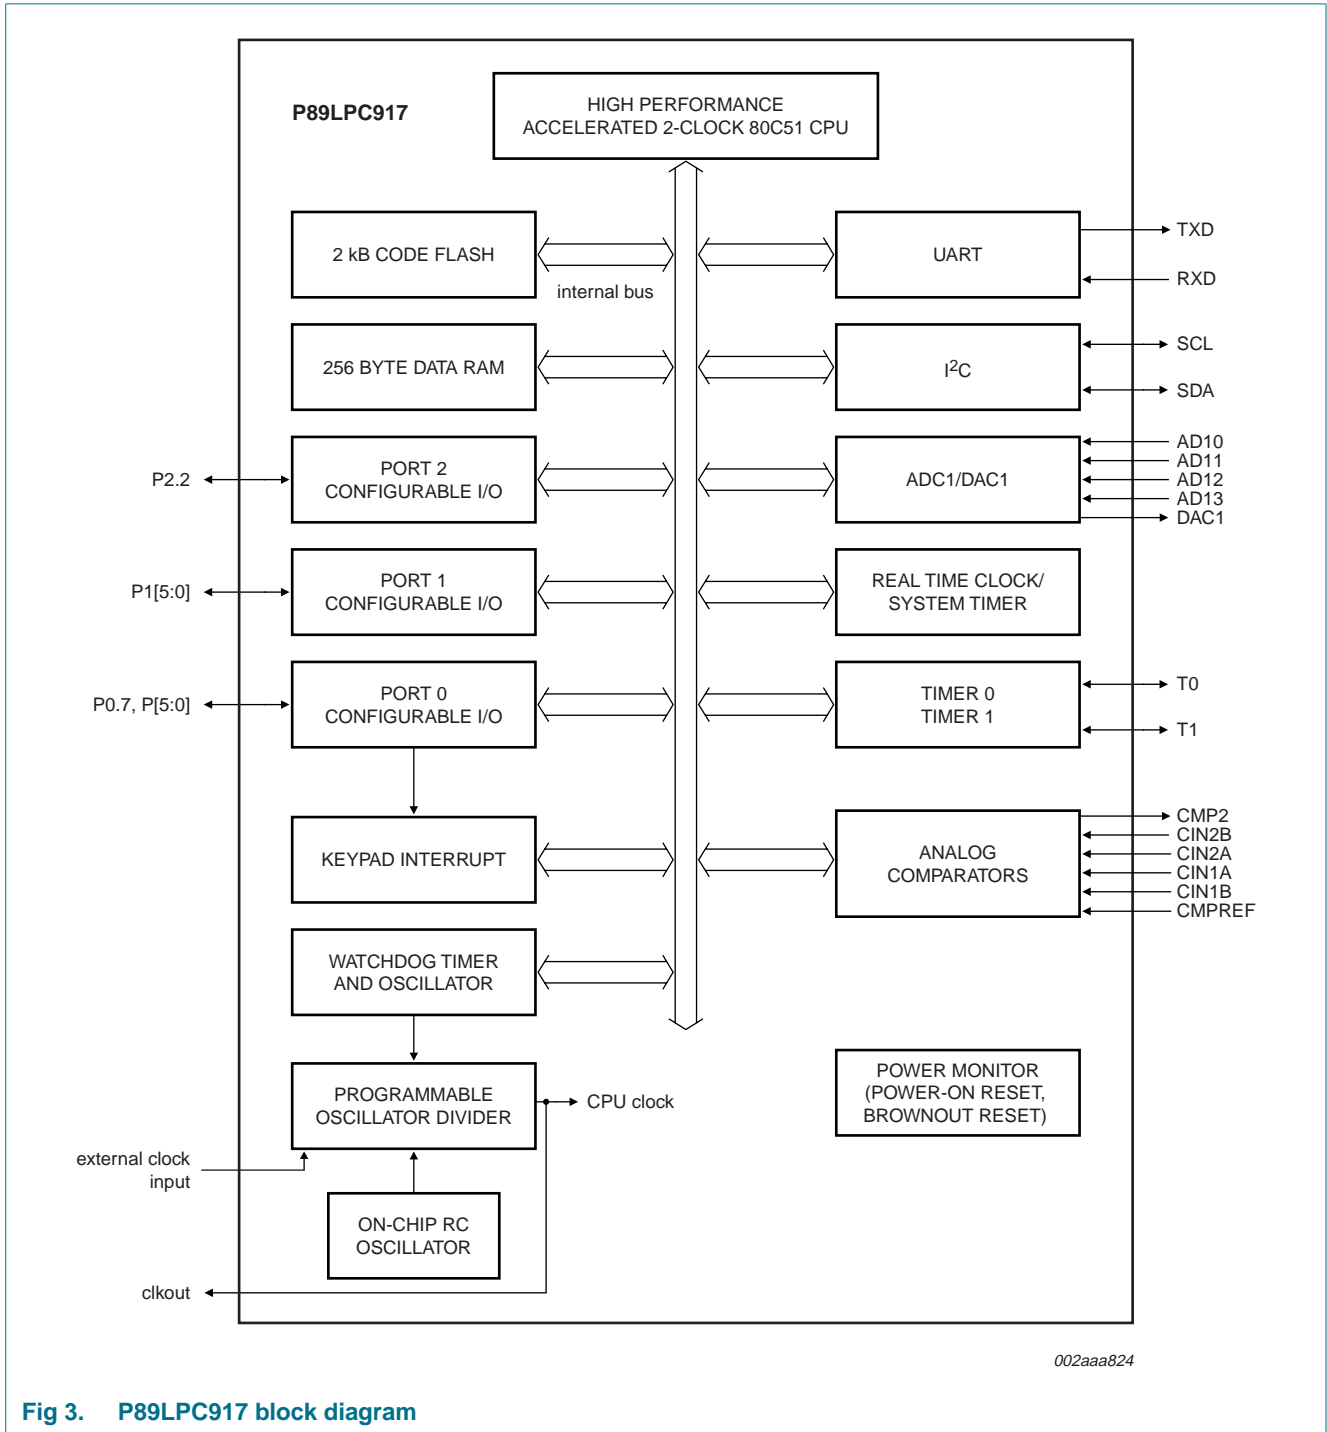 P89LPC917
HIGH PERFORMANCE
ACCELERATED 2-CLOCK 80C51 CPU
2 kB CODE FLASH
internal bus
UART
TXD
RXD
256 BYTE DATA RAM
I2C
SCL
SDA
P2.2
PORT 2
CONFIGURABLE I/O
ADC1/DAC1
AD10
AD11
AD12
AD13
DAC1
P1[5:0]
PORT 1
CONFIGURABLE I/O
REAL TIME CLOCK/
SYSTEM TIMER
P0.7, P[5:0]
PORT 0
CONFIGURABLE I/O
TIMER 0
TIMER 1
T0
T1
KEYPAD INTERRUPT
ANALOG
COMPARATORS
CMP2
CIN2B
CIN2A
CIN1A
CIN1B
CMPREF
WATCHDOG TIMER
AND OSCILLATOR
PROGRAMMABLE
OSCILLATOR DIVIDER
CPU clock
POWER MONITOR
(POWER-ON RESET,
BROWNOUT RESET)
external clock
input
ON-CHIP RC
OSCILLATOR
clkout
002aaa824
Fig 3. P89LPC917 block diagram